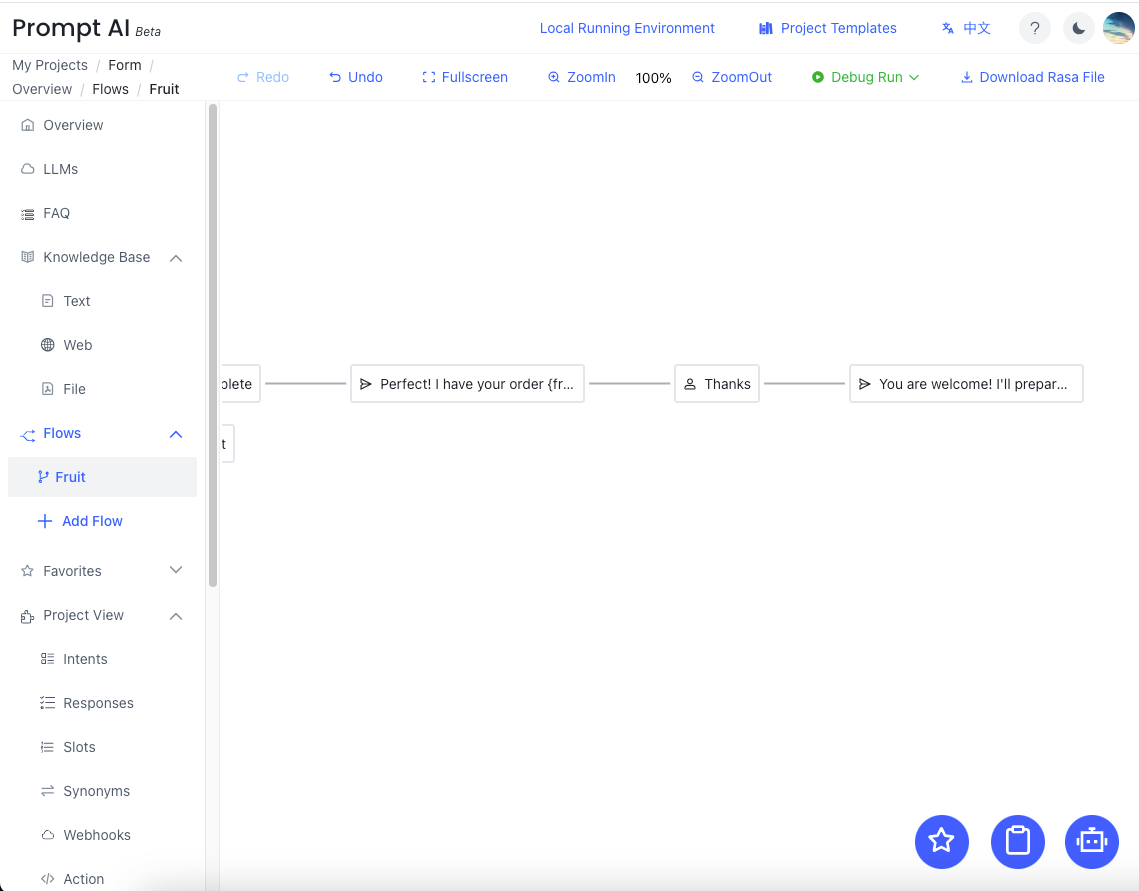 Prompt AI Beta
Local Running Environment
Project Templates
中文
?
My Projects / Form /
Overview / Flows / Fruit
Redo
Undo
Fullscreen
ZoomIn
100%
ZoomOut
Debug Run
Download Rasa File
Overview
LLMs
FAQ
Knowledge Base
Text
Web
File
Flows
Fruit
Add Flow
Favorites
Project View
Intents
Responses
Slots
Synonyms
Webhooks
Action
plete
Perfect! I have your order {fr...
Thanks
You are welcome! I'll prepar...
t